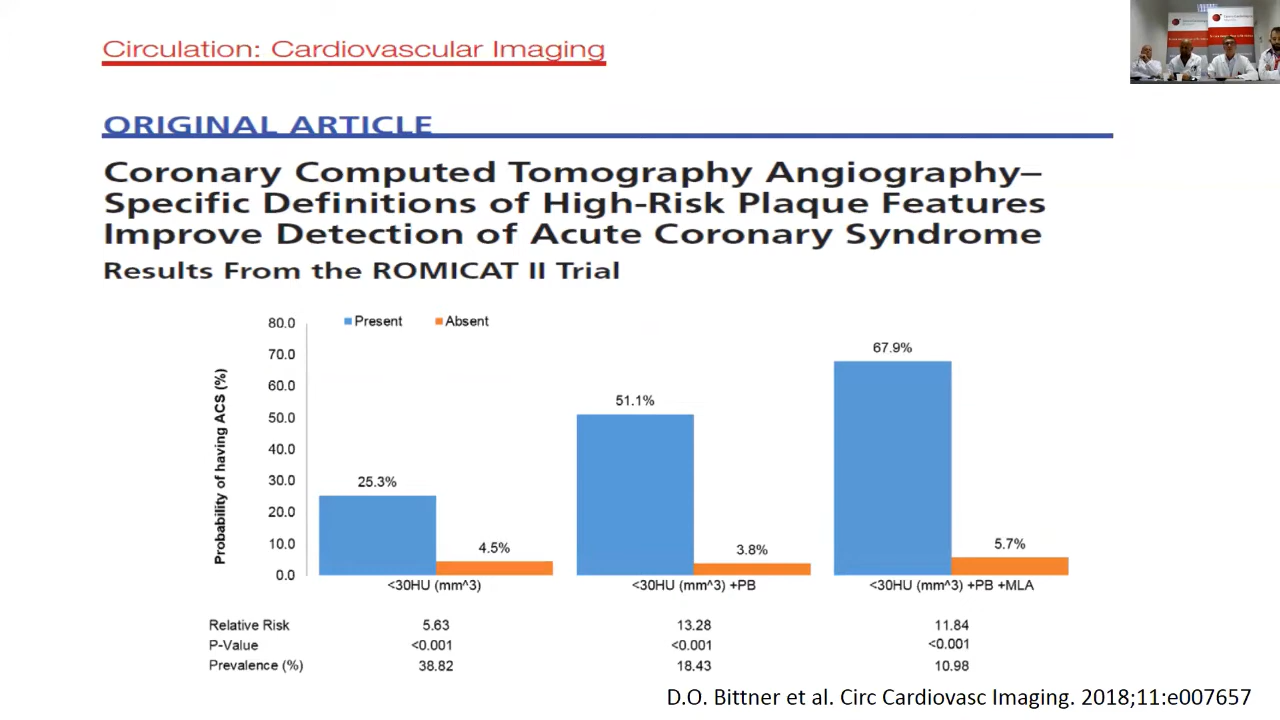 Circulation: Cardiovascular Imaging
ORIGINAL ARTICLE
Coronary Computed Tomography Angiography–
Specific Definitions of High-Risk Plaque Features
Improve Detection of Acute Coronary Syndrome
Results From the ROMICAT II Trial
Present Absent
Probability of having ACS (%)
80.0
70.0
60.0
50.0
40.0
30.0
20.0
10.0
0.0
25.3%
4.5%
51.1%
3.8%
67.9%
5.7%
<30HU (mm^3) <30HU (mm^3) +PB <30HU (mm^3) +PB +MLA
Relative Risk 5.63 13.28 11.84
P-Value <0.001 <0.001 <0.001
Prevalence (%) 38.82 18.43 10.98
D.O. Bittner et al. Circ Cardiovasc Imaging. 2018;11:e007657